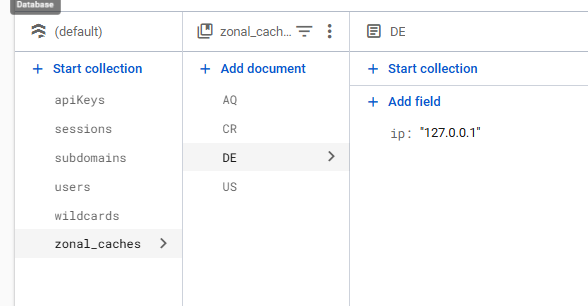 Database
(default)
zonal_cach...
DE
+ Start collection
+ Add document
+ Start collection
apiKeys
sessions
subdomains
users
wildcards
zonal_caches
AQ
CR
DE
US
+ Add field
ip: "127.0.0.1"